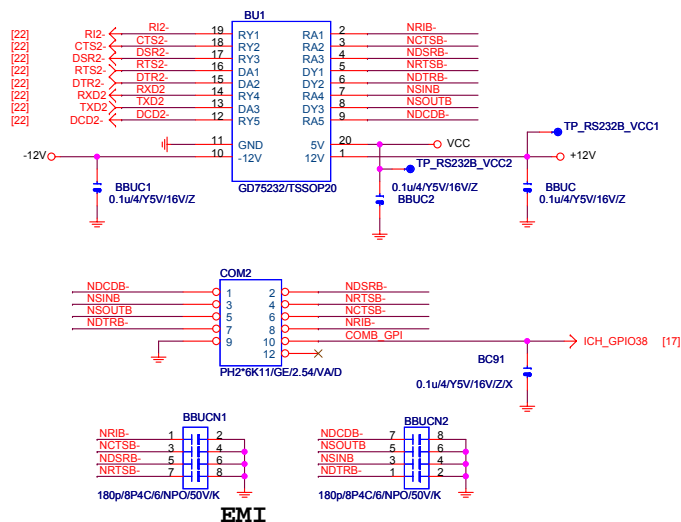 BU1
[22] RI2- RI2- 19 RY1 RA1 2 NRIB-
[22] CTS2- CTS2- 18 RY2 RA2 3 NCTSB-
[22] DSR2- DSR2- 17 RY3 RA3 4 NDSRB-
[22] RTS2- RTS2- 16 DA1 DY1 5 NRTSB-
[22] DTR2- DTR2- 15 DA2 DY2 6 NDTRB-
[22] RXD2 RXD2 14 RY4 RA4 7 NSINB
[22] TXD2 TXD2 13 DA3 DY3 8 NSOUTB
[22] DCD2- DCD2- 12 RY5 RA5 9 NDCDB-
TP_RS232B_VCC1
11 GND 5V 20 VCC
-12V 10 -12V 12V 1 +12V
TP_RS232B_VCC2
BBUC1
0.1u/4/Y5V/16V/Z
GD75232/TSSOP20
0.1u/4/Y5V/16V/Z
BBUC2
BBUC
0.1u/4/Y5V/16V/Z
COM2
NDCDB- 1 2 NDSRB-
NSINB 3 4 NRTSB-
NSOUTB 5 6 NCTSB-
NDTRB- 7 8 NRIB-
9 10 COMB_GPI ICH_GPIO38 [17]
12
PH2*6K11/GE/2.54/VA/D
BC91
0.1u/4/Y5V/16V/Z/X
BBUCN1
NRIB- 1 2
NCTSB- 3 4
NDSRB- 5 6
NRTSB- 7 8
180p/8P4C/6/NPO/50V/K
BBUCN2
NDCDB- 7 8
NSOUTB 5 6
NSINB 3 4
NDTRB- 1 2
180p/8P4C/6/NPO/50V/K
EMI